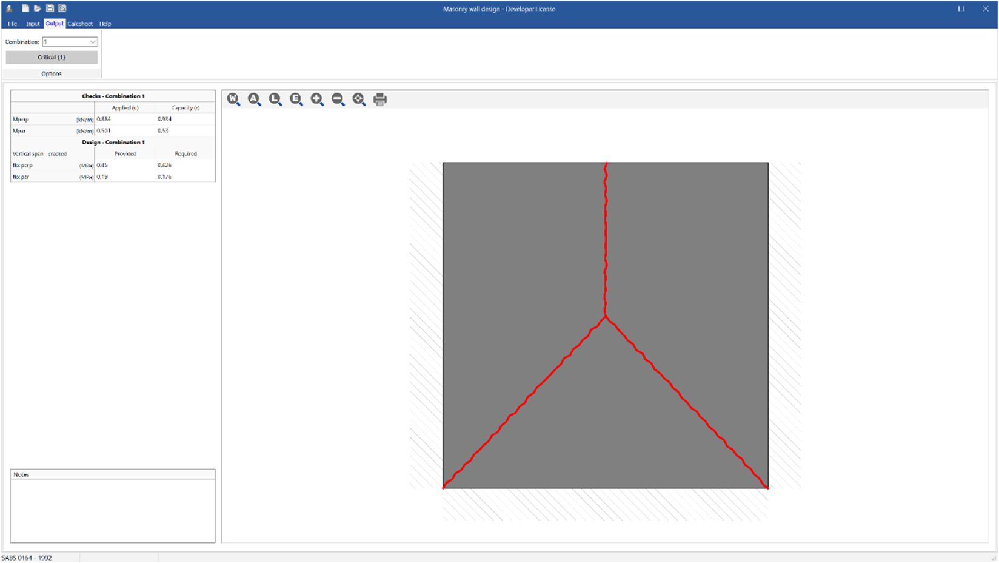 Masonry wall design - Developer License
File Input Output Calcsheet Help
Combination: 1
Critical (1)
Options
Checks - Combination 1
Applied (u) Capacity (r)
Mperp (kN/m) 0.884 0.934
Mpar (kN/m) 0.501 0.53
Design - Combination 1
Vertical span cracked Provided Required
fkx perp (MPa) 0.45 0.426
fkx par (MPa) 0.19 0.176
W A L E
Notes
SABS 0164 - 1992